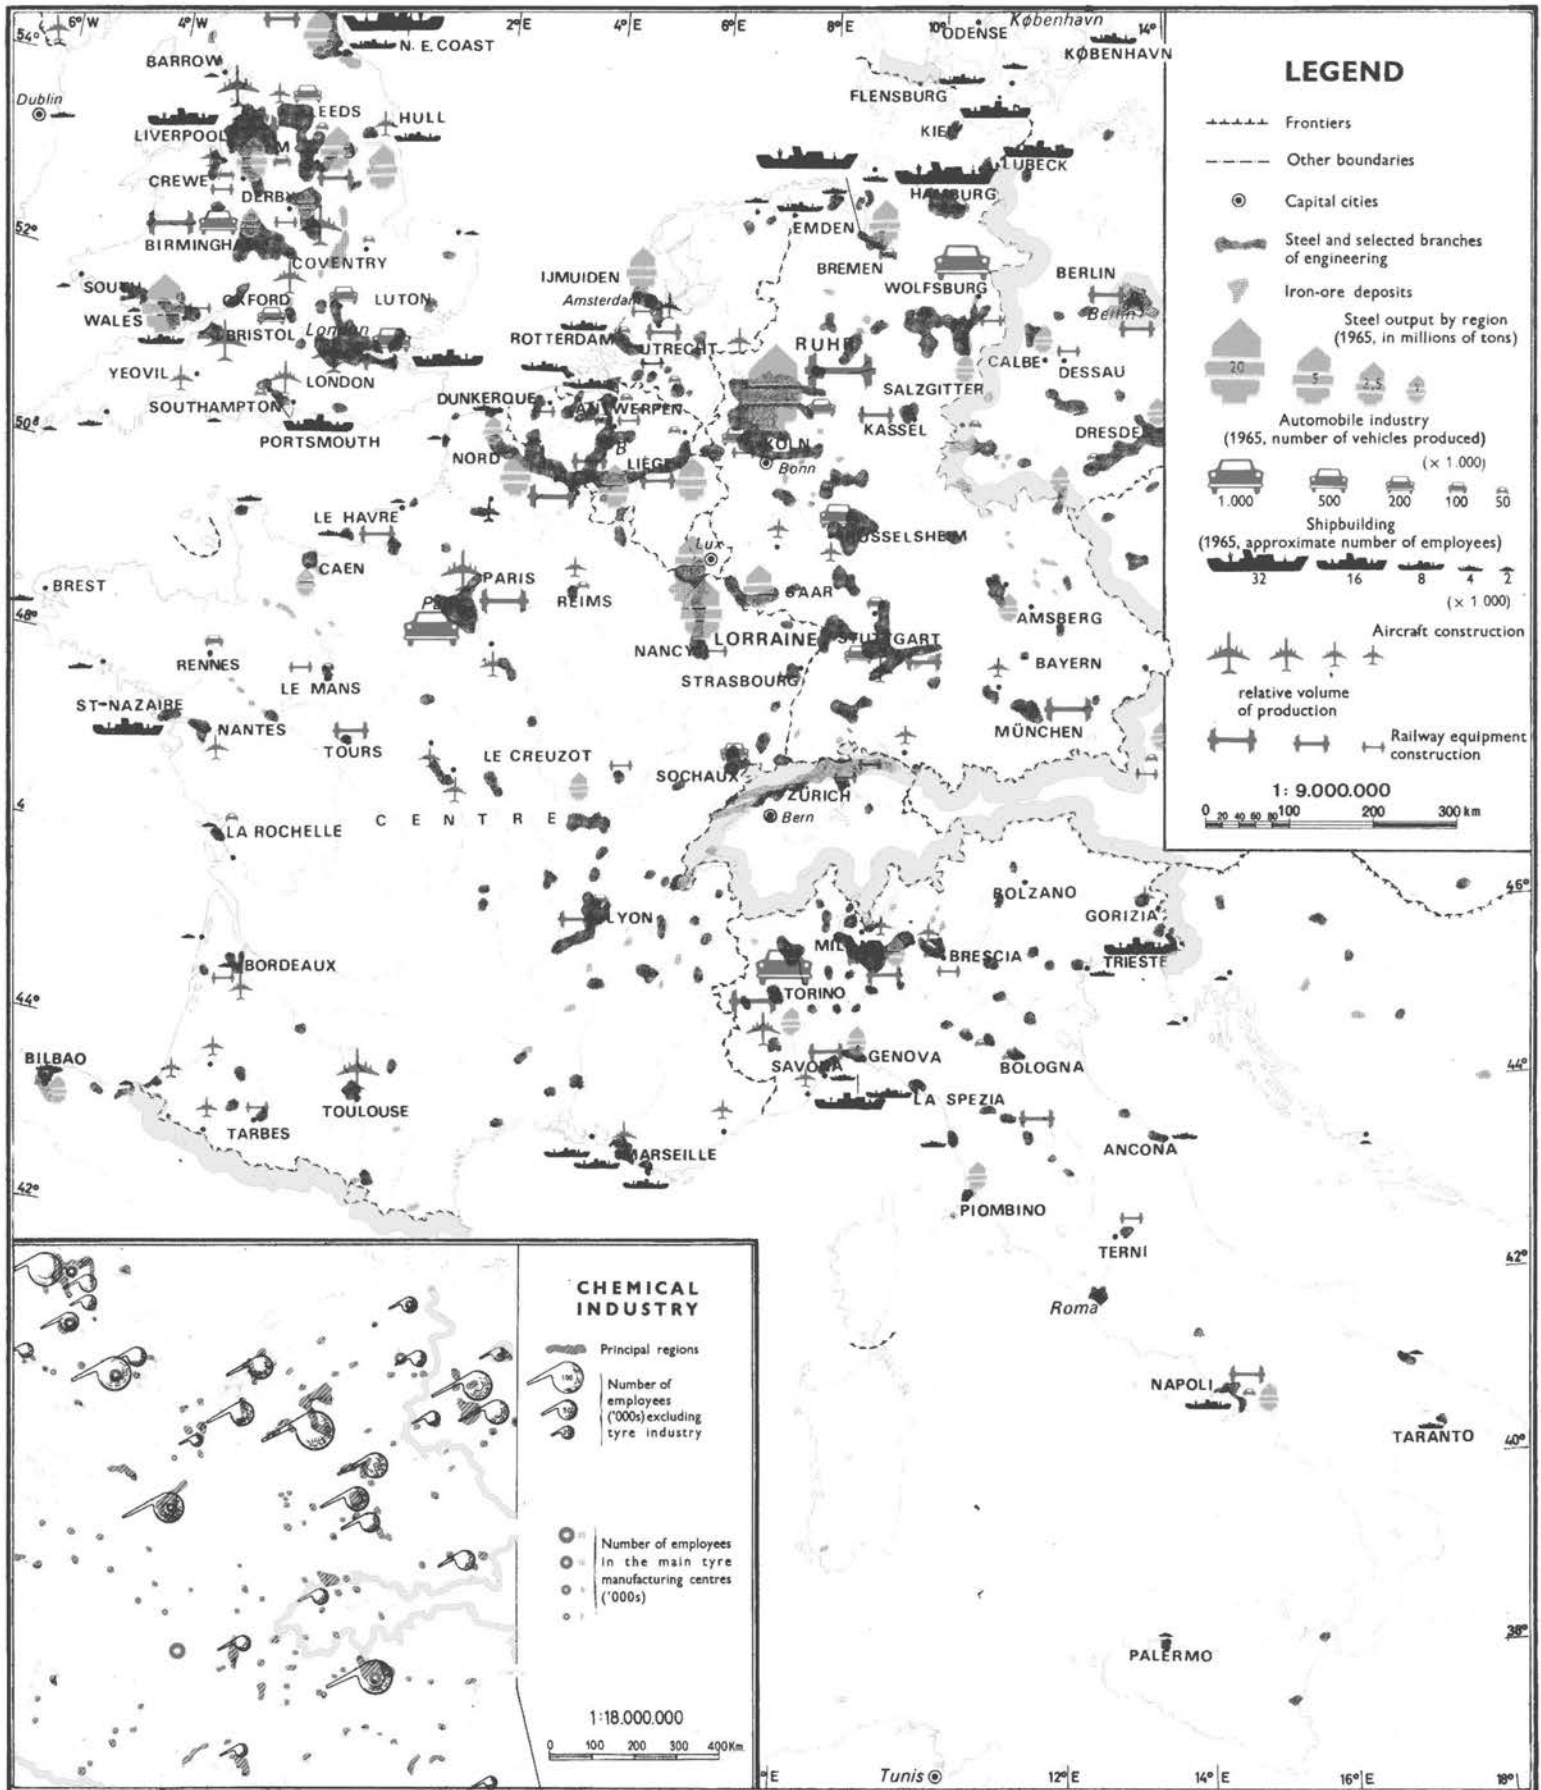 6°W
4°W
2°E
4°E
6°E
8°E
10°E
København
14°
54°
N. E. COAST
ODENSE
KØBENHAVN
BARROW
LEGEND
Dublin
LEEDS
HULL
FLENSBURG
Frontiers
LIVERPOOL
KIEL
LUBECK
Other boundaries
CREWE
HAMBURG
DERBY
Capital cities
52°
EMDEN
BIRMINGHAM
BREMEN
Steel and selected branches
of engineering
COVENTRY
IJMUIDEN
BERLIN
SOUTH
WALES
OXFORD
LUTON
Amsterdam
WOLFSBURG
Iron-ore deposits
Berlin
BRISTOL
London
ROTTERDAM
UTRECHT
RUHR
Steel output by region
(1965, in millions of tons)
20
5
2,5
1
CALBE
DESSAU
YEOVIL
LONDON
SALZGITTER
SOUTHAMPTON
DUNKERQUE
ANTWERPEN
50°
PORTSMOUTH
KASSEL
DRESDE
Automobile industry
(1965, number of vehicles produced)
(× 1.000)
NORD
B
LIEGE
KÖLN
Bonn
1.000
500
200
100
50
LE HAVRE
Lux
RÜSSELSHEIM
Shipbuilding
(1965, approximate number of employees)
32
16
8
4
2
(× 1.000)
CAEN
BREST
PARIS
REIMS
SAAR
AMSBERG
48°
NANCY
LORRAINE
STUTTGART
Aircraft construction
RENNES
LE MANS
STRASBOURG
BAYERN
relative volume
of production
ST-NAZAIRE
NANTES
TOURS
MÜNCHEN
Railway equipment
construction
LE CREUZOT
SOCHAUX
ZÜRICH
1: 9.000.000
0
20
40
60
80
100
200
300 km
4
LA ROCHELLE
CENTRE
Bern
46°
BOLZANO
GORIZIA
LYON
BORDEAUX
BRESCIA
TRIESTE
44°
TORINO
BILBAO
SAVONA
GENOVA
BOLOGNA
44°
TOULOUSE
LA SPEZIA
TARBES
MARSEILLE
ANCONA
42°
PIOMBINO
TERNI
42°
CHEMICAL
INDUSTRY
Roma
Principal regions
100
50
Number of
employees
('000s) excluding
tyre industry
NAPOLI
TARANTO
40°
Number of employees
in the main tyre
manufacturing centres
('000s)
38°
PALERMO
1:18.000.000
0
100
200
300
400Km
°E
Tunis
12°E
14°E
16°E
18°